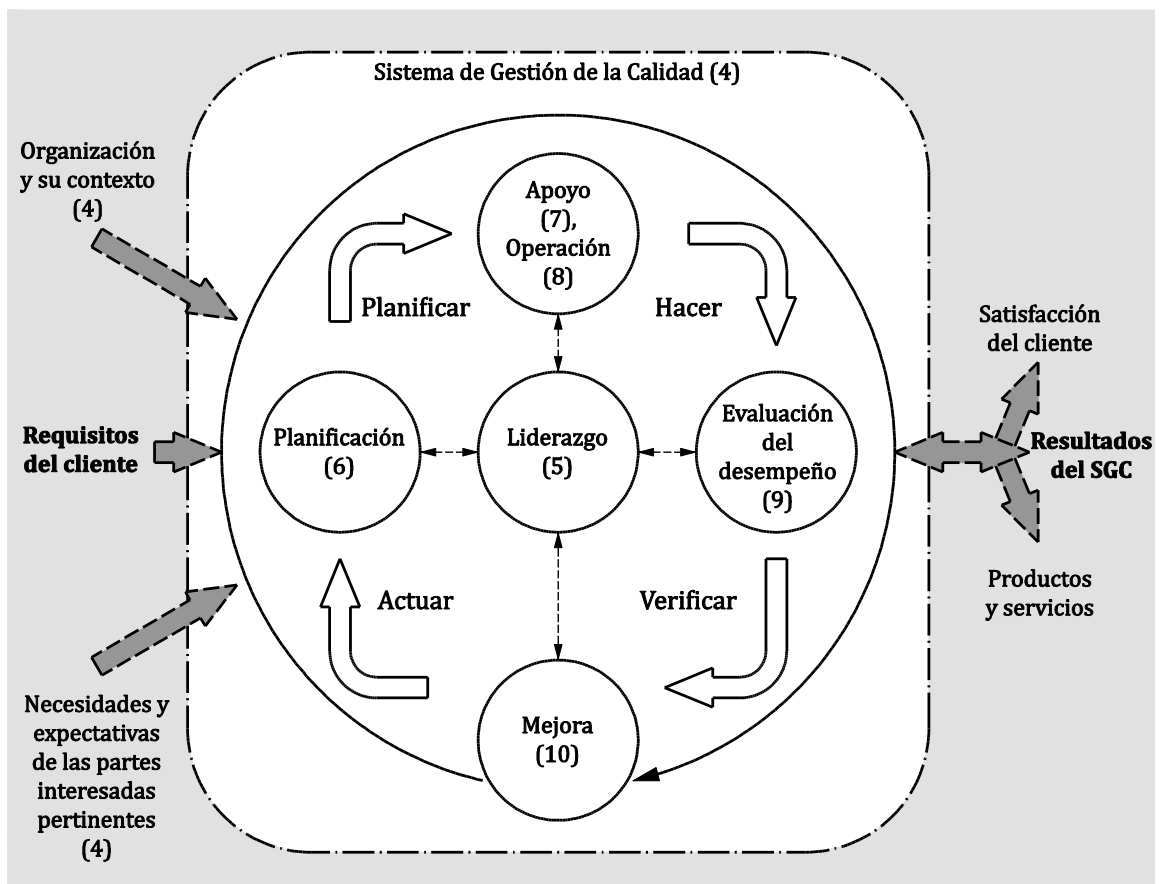 Sistema de Gestión de la Calidad (4)
Organización
y su contexto
(4)
Apoyo
(7),
Operación
(8)
Planificar
Hacer
Satisfacción
del cliente
Requisitos
del cliente
Planificación
(6)
Liderazgo
(5)
Evaluación
del
desempeño
(9)
Resultados
del SGC
Actuar
Verificar
Productos
y servicios
Necesidades y
expectativas
de las partes
interesadas
pertinentes
(4)
Mejora
(10)